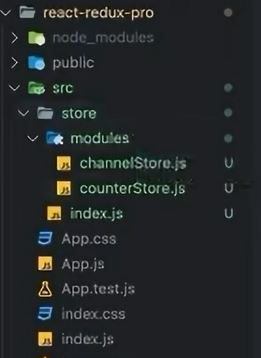 react-redux-pro
node_modules
public
src
store
modules
channelStore.js U
counterStore.js U
index.js U
App.css
App.js
App.test.js
index.css
index.js